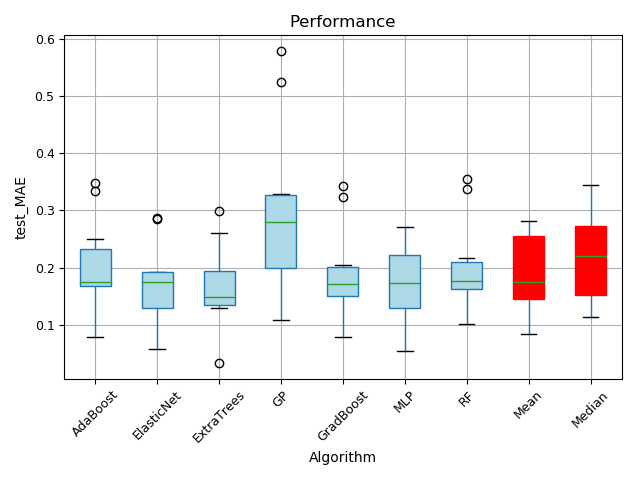 Performance
0.6
0.5
0.4
0.3
0.2
0.1
test_MAE
AdaBoost
ElasticNet
ExtraTrees
GP
GradBoost
MLP
RF
Mean
Median
Algorithm